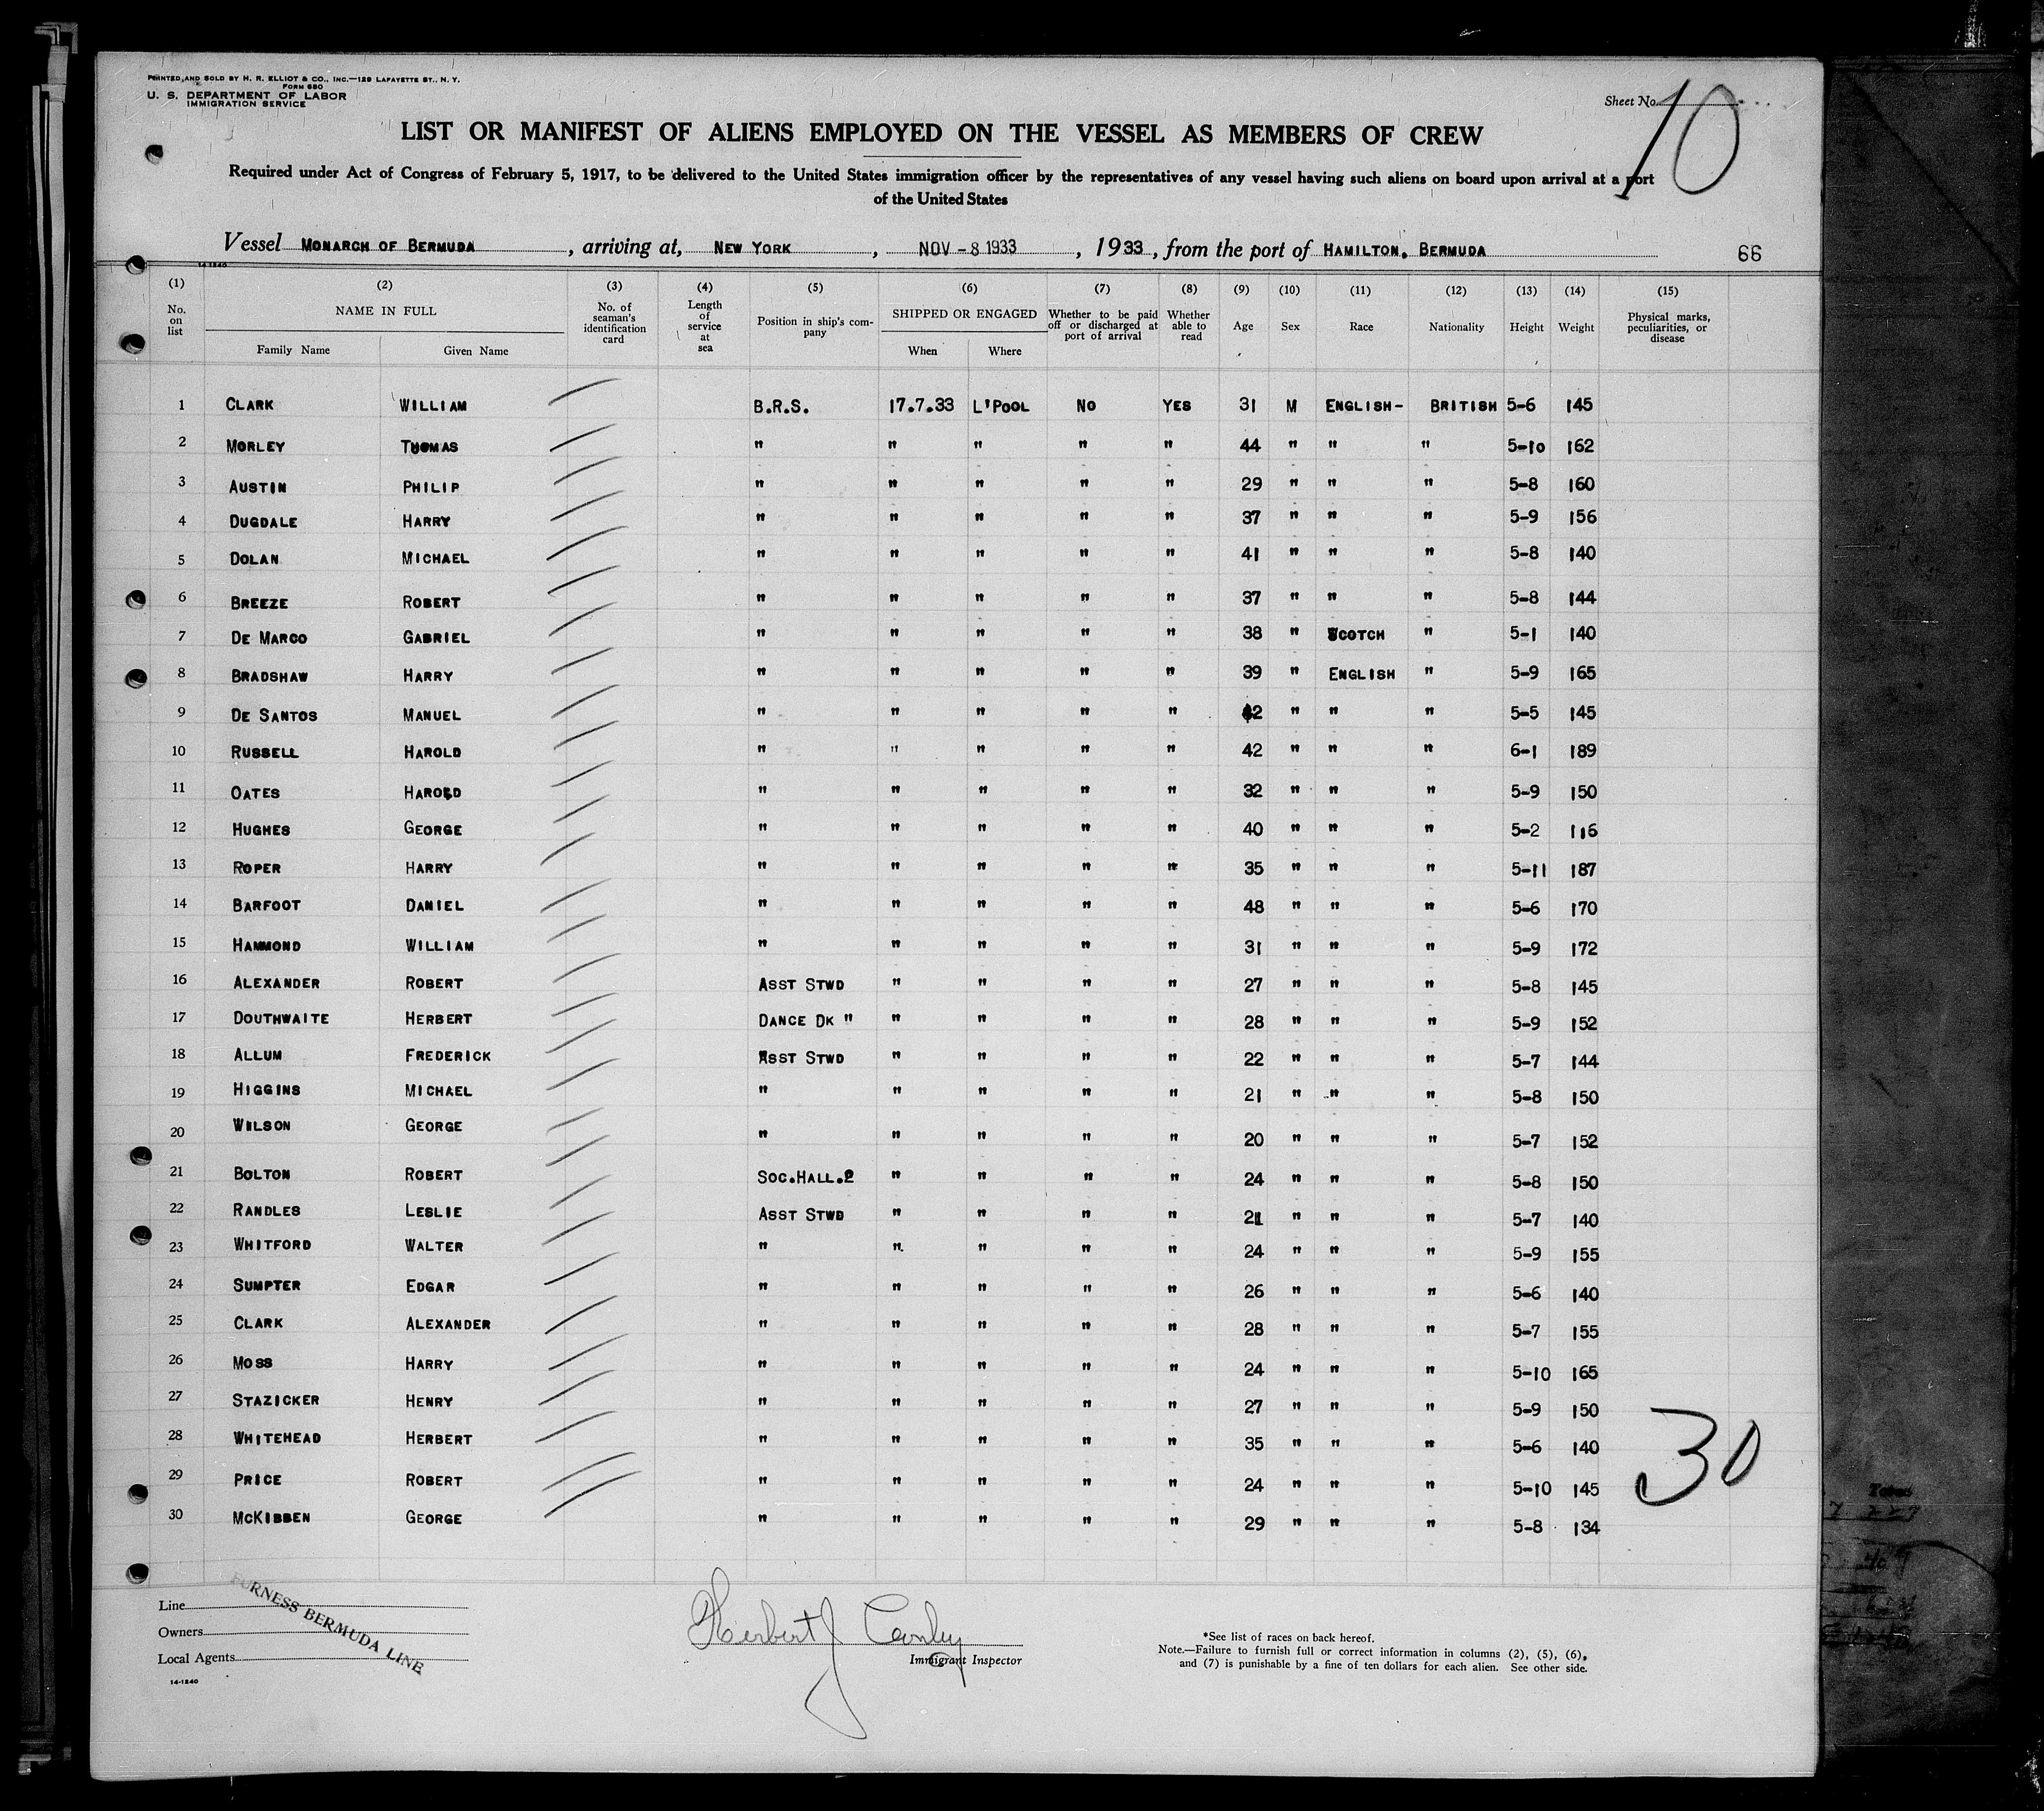 PRINTED AND SOLD BY H. R. ELLIOT & CO., INC.—129 LAFAYETTE ST., N. Y.
FORM 680
U. S. DEPARTMENT OF LABOR
IMMIGRATION SERVICE
Sheet No. 10
LIST OR MANIFEST OF ALIENS EMPLOYED ON THE VESSEL AS MEMBERS OF CREW
Required under Act of Congress of February 5, 1917, to be delivered to the United States immigration officer by the representatives of any vessel having such aliens on board upon arrival at a port
of the United States
Vessel MONARCH OF BERMUDA, arriving at, NEW YORK, NOV - 8 1933, 1933, from the port of HAMILTON, BERMUDA 66
14-1240
(1) (2) (3) (4) (5) (6) (7) (8) (9) (10) (11) (12) (13) (14) (15)
No. on list NAME IN FULL Family Name Given Name No. of seaman's identification card Length of service at sea Position in ship's company SHIPPED OR ENGAGED When Where Whether to be paid off or discharged at port of arrival Whether able to read Age Sex Race Nationality Height Weight Physical marks, peculiarities, or disease
1 CLARK WILLIAM B.R.S. 17.7.33 L'POOL NO YES 31 M ENGLISH- BRITISH 5-6 145
2 MORLEY THOMAS " " " " " 44 " " " 5-10 162
3 AUSTIN PHILIP " " " " " 29 " " " 5-8 160
4 DUGDALE HARRY " " " " " 37 " " " 5-9 156
5 DOLAN MICHAEL " " " " " 41 " " " 5-8 140
6 BREEZE ROBERT " " " " " 37 " " " 5-8 144
7 DE MARCO GABRIEL " " " " " 38 " SCOTCH " 5-1 140
8 BRADSHAW HARRY " " " " " 39 " ENGLISH " 5-9 165
9 DE SANTOS MANUEL " " " " " 42 " " " 5-5 145
10 RUSSELL HAROLD " " " " " 42 " " " 6-1 189
11 OATES HAROLD " " " " " 32 " " " 5-9 150
12 HUGHES GEORGE " " " " " 40 " " " 5-2 116
13 ROPER HARRY " " " " " 35 " " " 5-11 187
14 BARFOOT DANIEL " " " " " 48 " " " 5-6 170
15 HAMMOND WILLIAM " " " " " 31 " " " 5-9 172
16 ALEXANDER ROBERT ASST STWD " " " " 27 " " " 5-8 145
17 DOUTHWAITE HERBERT DANCE DK " " " " " 28 " " " 5-9 152
18 ALLUM FREDERICK ASST STWD " " " " 22 " " " 5-7 144
19 HIGGINS MICHAEL " " " " " 21 " " " 5-8 150
20 WILSON GEORGE " " " " " 20 " " " 5-7 152
21 BOLTON ROBERT SOC.HALL.2 " " " " 24 " " " 5-8 150
22 RANDLES LESLIE ASST STWD " " " " 21 " " " 5-7 140
23 WHITFORD WALTER " " " " " 24 " " " 5-9 155
24 SUMPTER EDGAR " " " " " 26 " " " 5-6 140
25 CLARK ALEXANDER " " " " " 28 " " " 5-7 155
26 MOSS HARRY " " " " " 24 " " " 5-10 165
27 STAZICKER HENRY " " " " " 27 " " " 5-9 150
28 WHITEHEAD HERBERT " " " " " 35 " " " 5-6 140
29 PRICE ROBERT " " " " " 24 " " " 5-10 145
30 MCKIBBEN GEORGE " " " " " 29 " " " 5-8 134
30
Line
Owners
Local Agents
FURNESS BERMUDA LINE
14-1240
Herbert J Conley
Immigrant Inspector
*See list of races on back hereof.
Note.—Failure to furnish full or correct information in columns (2), (5), (6),
and (7) is punishable by a fine of ten dollars for each alien. See other side.